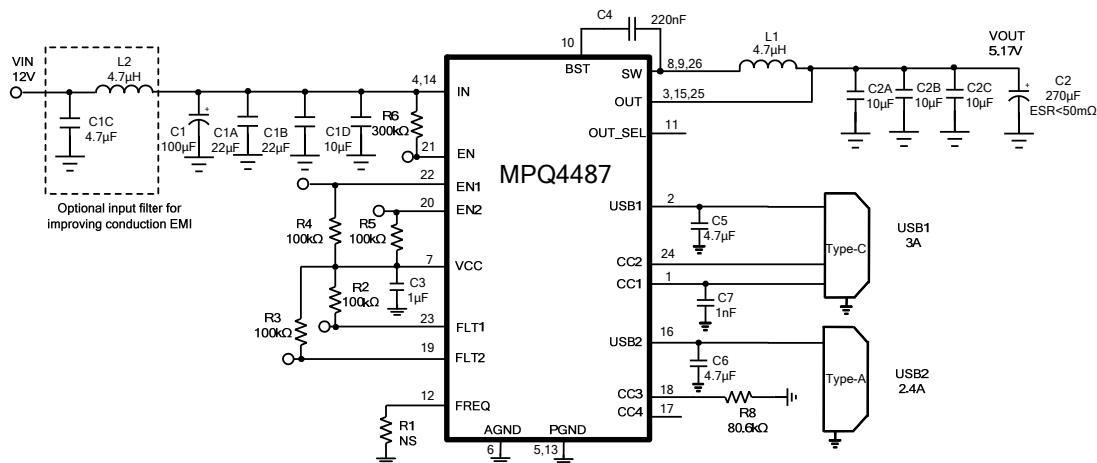 C4
220nF
10
BST
VIN
12V
L2
4.7µH
C1C
4.7µF
Optional input filter for
improving conduction EMI
C1
100µF
C1A
22µF
C1B
22µF
C1D
10µF
R6
300kΩ
4,14
IN
21
EN
22
EN1
20
EN2
R4
100kΩ
R5
100kΩ
7
VCC
C3
1µF
R2
100kΩ
R3
100kΩ
23
FLT1
19
FLT2
12
FREQ
R1
NS
MPQ4487
AGND
6
PGND
5,13
SW
8,9,26
L1
4.7µH
OUT
3,15,25
OUT_SEL
11
VOUT
5.17V
C2A
10µF
C2B
10µF
C2C
10µF
C2
270µF
ESR<50mΩ
USB1
2
C5
4.7µF
CC2
24
CC1
1
C7
1nF
Type-C
USB1
3A
USB2
16
C6
4.7µF
Type-A
USB2
2.4A
CC3
18
R8
80.6kΩ
CC4
17